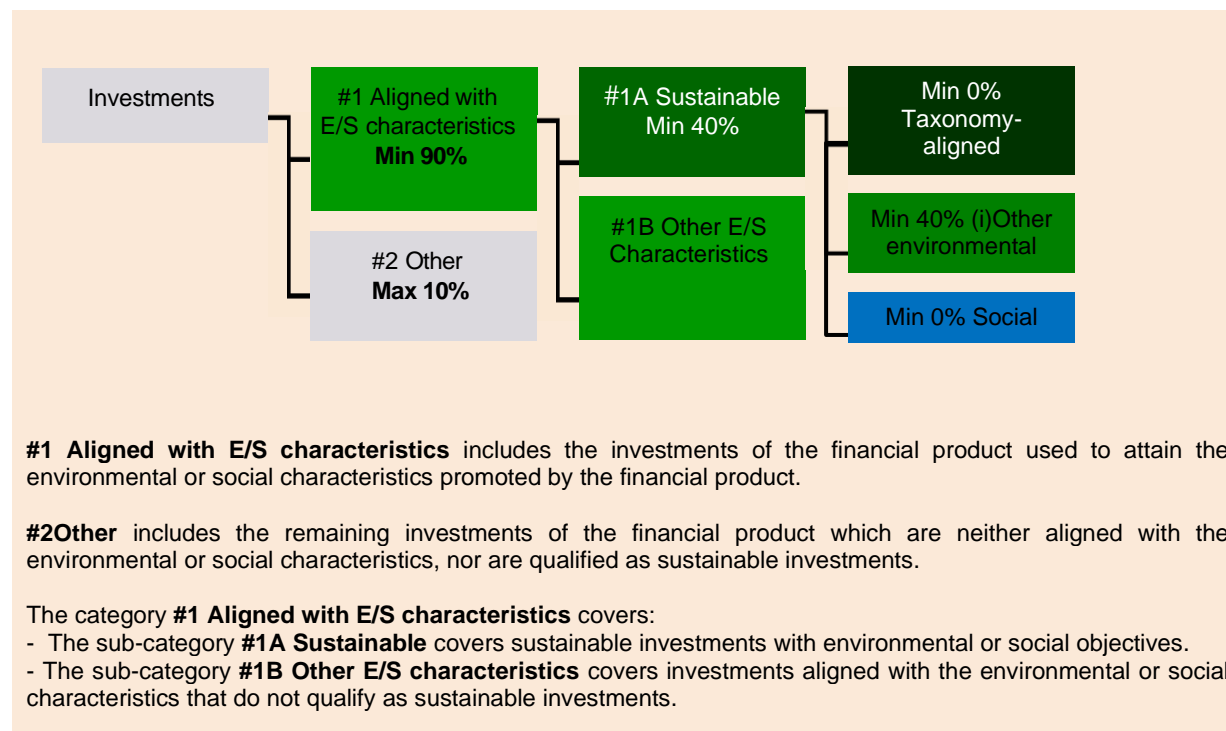 Investments
#1 Aligned with
E/S characteristics
Min 90%
#2 Other
Max 10%
#1A Sustainable
Min 40%
#1B Other E/S
Characteristics
Min 0%
Taxonomy-
aligned
Min 40% (i)Other
environmental
Min 0% Social
#1 Aligned with E/S characteristics includes the investments of the financial product used to attain the
environmental or social characteristics promoted by the financial product.
#2Other includes the remaining investments of the financial product which are neither aligned with the
environmental or social characteristics, nor are qualified as sustainable investments.
The category #1 Aligned with E/S characteristics covers:
- The sub-category #1A Sustainable covers sustainable investments with environmental or social objectives.
- The sub-category #1B Other E/S characteristics covers investments aligned with the environmental or social
characteristics that do not qualify as sustainable investments.